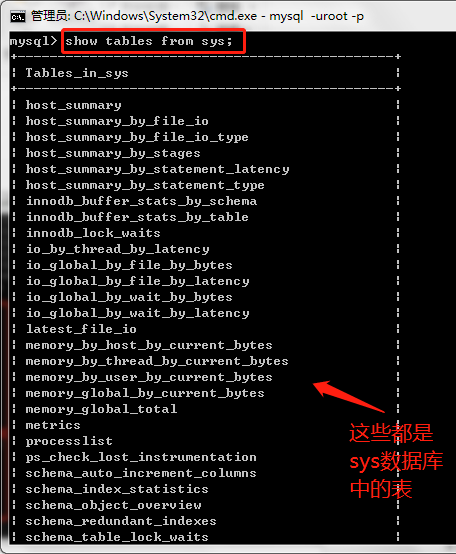 管理员: C:\Windows\System32\cmd.exe - mysql  -uroot -p
mysql> show tables from sys;
Tables_in_sys
host_summary
host_summary_by_file_io
host_summary_by_file_io_type
host_summary_by_stages
host_summary_by_statement_latency
host_summary_by_statement_type
innodb_buffer_stats_by_schema
innodb_buffer_stats_by_table
innodb_lock_waits
io_by_thread_by_latency
io_global_by_file_by_bytes
io_global_by_file_by_latency
io_global_by_wait_by_bytes
io_global_by_wait_by_latency
latest_file_io
memory_by_host_by_current_bytes
memory_by_thread_by_current_bytes
memory_by_user_by_current_bytes
memory_global_by_current_bytes
memory_global_total
metrics
processlist
ps_check_lost_instrumentation
schema_auto_increment_columns
schema_index_statistics
schema_object_overview
schema_redundant_indexes
schema_table_lock_waits
这些都是
sys数据库
中的表